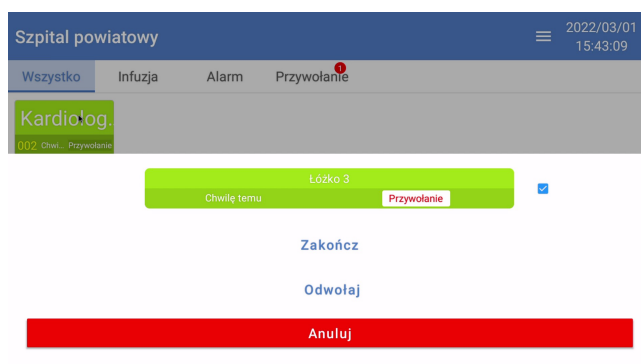 Szpital powiatowy
2022/03/01
15:43:09
Wszystko Infuzja Alarm Przywołanie 1
Kardiolog.
002 Chwi... Przywołanie
Łóżko 3
Chwilę temu Przywołanie
Zakończ
Odwołaj
Anuluj